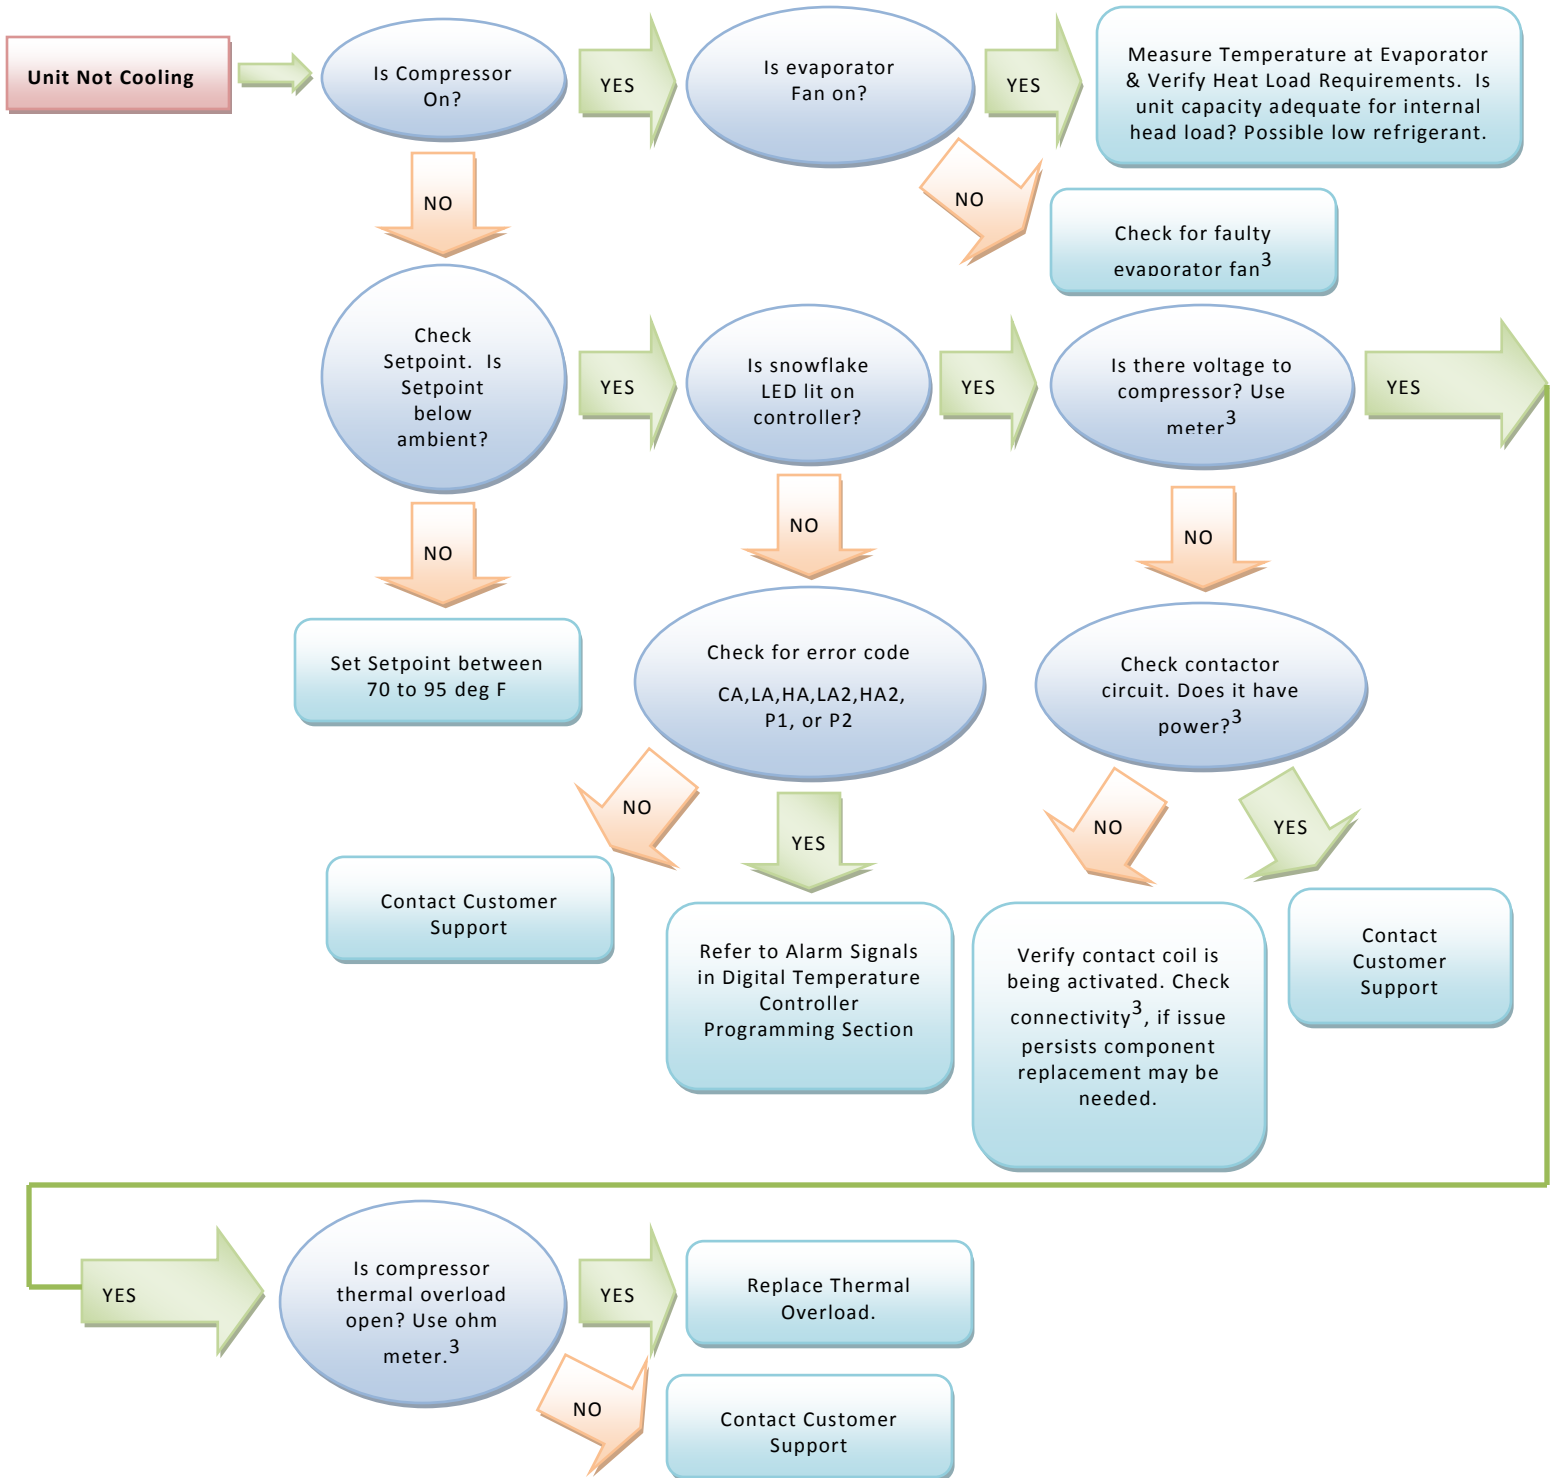 Unit Not Cooling
Is Compressor
On?
YES
Is evaporator
Fan on?
YES
Measure Temperature at Evaporator
& Verify Heat Load Requirements.  Is
unit capacity adequate for internal
head load? Possible low refrigerant.
NO
NO
Check for faulty
evaporator fan3
Check
Setpoint.  Is
Setpoint
below
ambient?
YES
Is snowflake
LED lit on
controller?
YES
Is there voltage to
compressor? Use
meter3
YES
NO
NO
NO
Set Setpoint between
70 to 95 deg F
Check for error code
CA,LA,HA,LA2,HA2,
P1, or P2
Check contactor
circuit. Does it have
power?3
NO
YES
NO
YES
Contact Customer
Support
Refer to Alarm Signals
in Digital Temperature
Controller
Programming Section
Verify contact coil is
being activated. Check
connectivity3, if issue
persists component
replacement may be
needed.
Contact
Customer
Support
YES
Is compressor
thermal overload
open? Use ohm
meter.3
YES
Replace Thermal
Overload.
NO
Contact Customer
Support